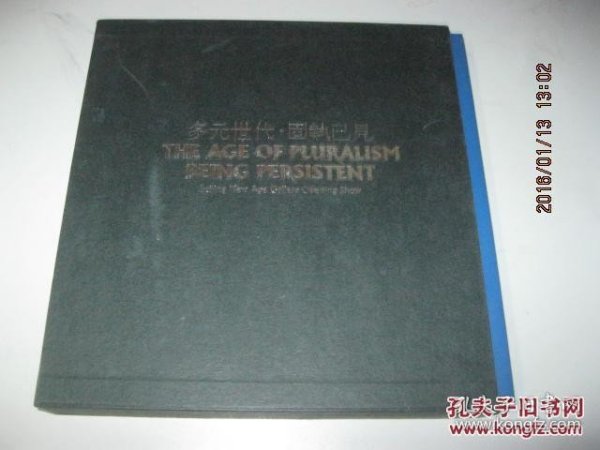 多元世代·固執己見
THE AGE OF PLURALISM
BEING PERSISTENT
Beijing New Age Gallery Opening Show
2016/01/13 13:02
孔夫子旧书网
www.kongfz.com